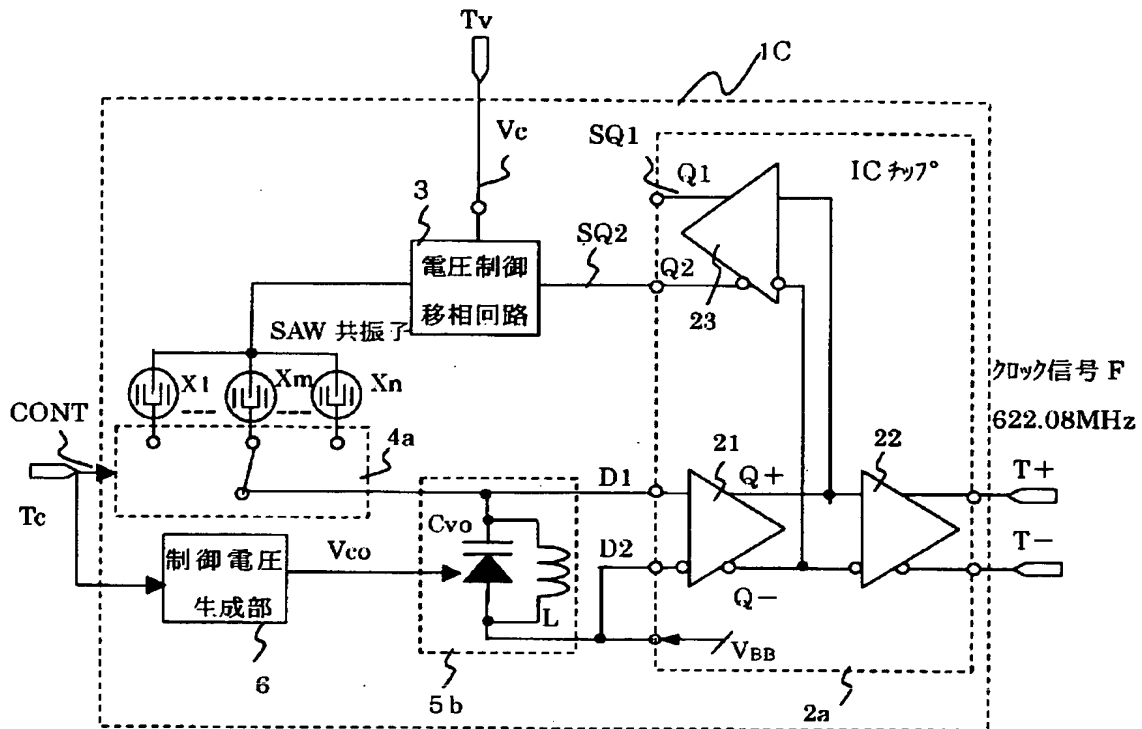 Tv
1C
Vc
SQ1
Q1
ICチップ
3
SQ2
Q2
電圧制御
移相回路
23
SAW 共振子
X1
Xm
Xn
クロック信号 F
622.08MHz
CONT
4a
21
22
Q+
T+
D1
Tc
Cvo
D2
T−
制御電圧
生成部
Vco
L
Q−
VBB
6
5b
2a